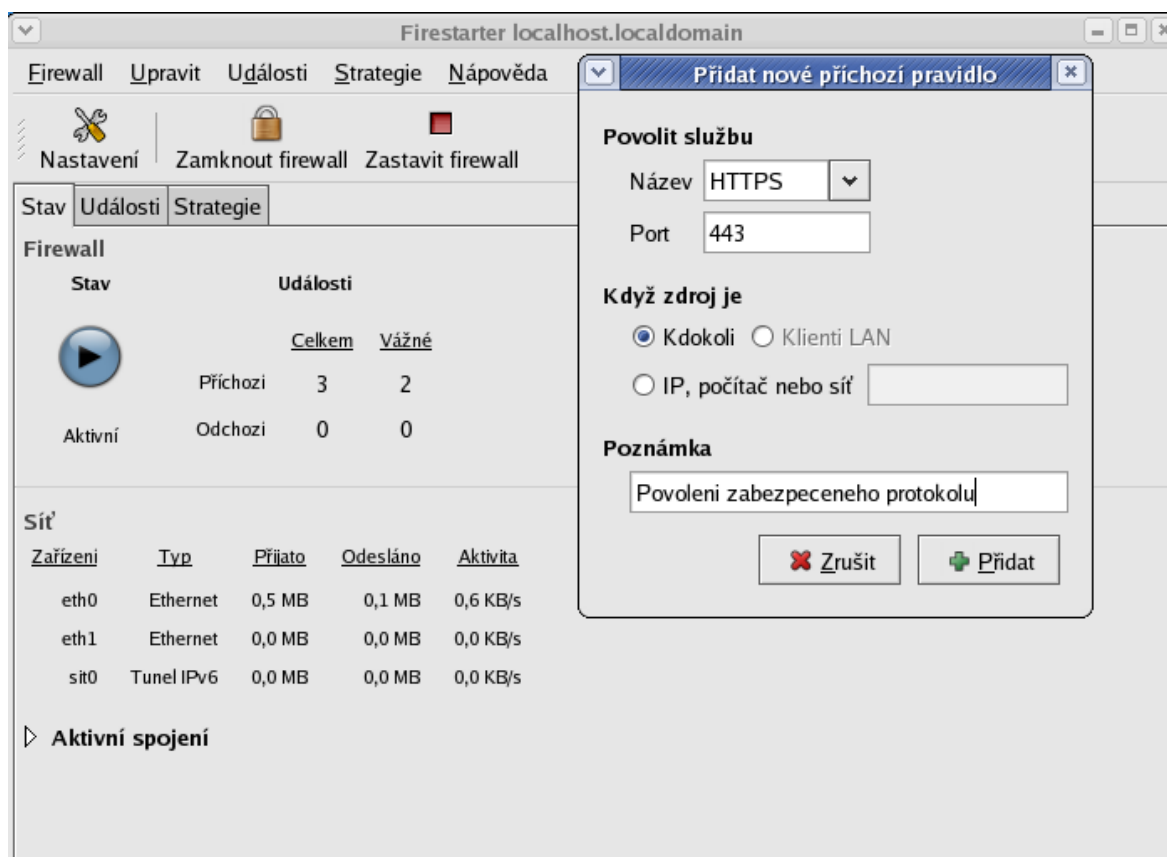 Firestarter localhost.localdomain
Firewall Upravit Události Strategie Nápověda
Nastavení Zamknout firewall Zastavit firewall
Stav Události Strategie
Firewall
Stav Události
Celkem Vážné
Příchozi 3 2
Odchozi 0 0
Aktivní
Síť
Zařízeni Typ Přijato Odesláno Aktivita
eth0 Ethernet 0,5 MB 0,1 MB 0,6 KB/s
eth1 Ethernet 0,0 MB 0,0 MB 0,0 KB/s
sit0 Tunel IPv6 0,0 MB 0,0 MB 0,0 KB/s
Aktivní spojení
Přidat nové příchozí pravidlo
Povolit službu
Název HTTPS
Port 443
Když zdroj je
Kdokoli Klienti LAN
IP, počítač nebo síť
Poznámka
Povoleni zabezpeceneho protokolu
Zrušit Přidat